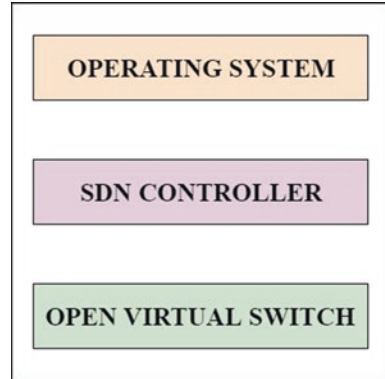 OPERATING SYSTEM
SDN CONTROLLER
OPEN VIRTUAL SWITCH